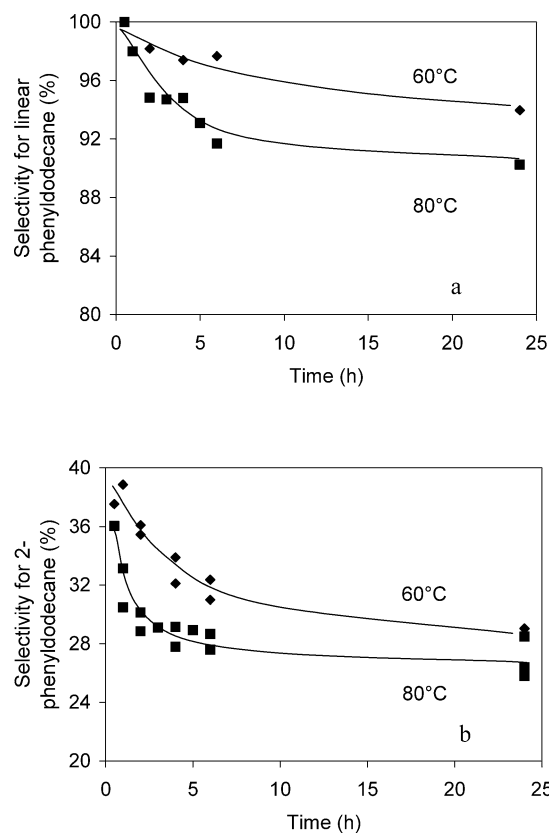 Selectivity for linear
phenyldodecane (%)
100
96
92
88
84
80
60°C
80°C
a
0 5 10 15 20 25
Time (h)
Selectivity for 2-
phenyldodecane (%)
40
36
32
28
24
20
60°C
80°C
b
0 5 10 15 20 25
Time (h)